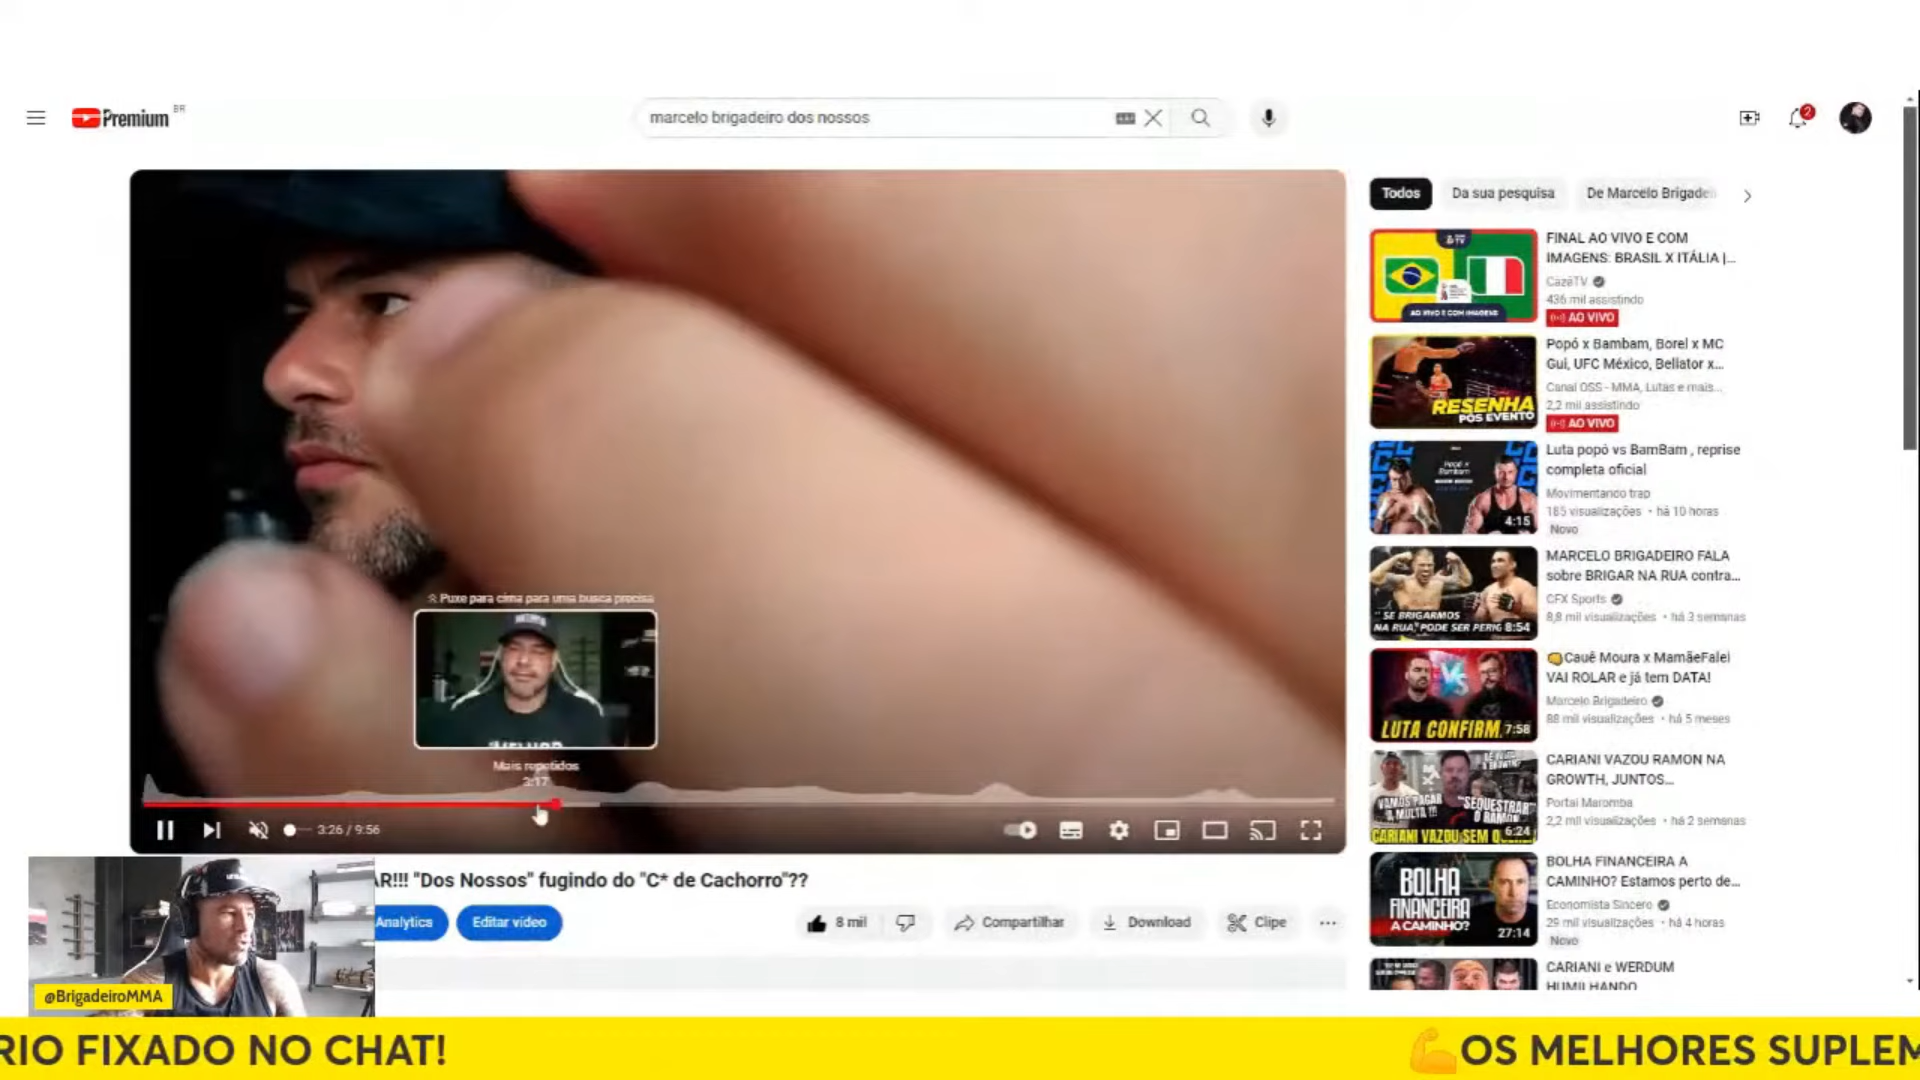 Premium BR
marcelo brigadeiro dos nossos
2
Todos
Da sua pesquisa
De Marcelo Brigadei
FINAL AO VIVO E COM
IMAGENS: BRASIL X ITÁLIA |...
CazéTV
436 mil assistindo
AO VIVO
AO VIVO E COM IMAGENS
Popó x Bambam, Borel x MC
Gui, UFC México, Bellator x...
Canal OSS - MMA, Lutas e mais...
2,2 mil assistindo
AO VIVO
RESENHA
PÓS EVENTO
Luta popó vs BamBam , reprise
completa oficial
Movimentando trap
185 visualizações • há 10 horas
Novo
Popó x
Bambam
4:15
MARCELO BRIGADEIRO FALA
sobre BRIGAR NA RUA contra...
CFX Sports
8,8 mil visualizações • há 3 semanas
"SE BRIGARMOS
NA RUA, PODE SER PERIG
8:54
Cauê Moura x MamãeFalei
VAI ROLAR e já tem DATA!
Marcelo Brigadeiro
88 mil visualizações • há 5 meses
VS
LUTA CONFIRM
7:58
CARIANI VAZOU RAMON NA
GROWTH, JUNTOS...
Portal Maromba
2,2 mil visualizações • há 2 semanas
VAMOS PAGAR
A MULTA !!!
"SEQUESTRAR"
O RAMON
CARIANI VAZOU SEM Q
6:24
BOLHA FINANCEIRA A
CAMINHO? Estamos perto de...
Economista Sincero
29 mil visualizações • há 4 horas
Novo
BOLHA
FINANCEIRA
A CAMINHO?
27:14
CARIANI e WERDUM
HUMILHANDO
Puxe para cima para uma busca precisa
"MELHOR
Mais repetidos
3:17
3:26 / 9:56
AR!!! "Dos Nossos" fugindo do "C* de Cachorro"??
Analytics
Editar vídeo
8 mil
Compartilhar
Download
Clipe
@BrigadeiroMMA
RIO FIXADO NO CHAT!
OS MELHORES SUPLEM